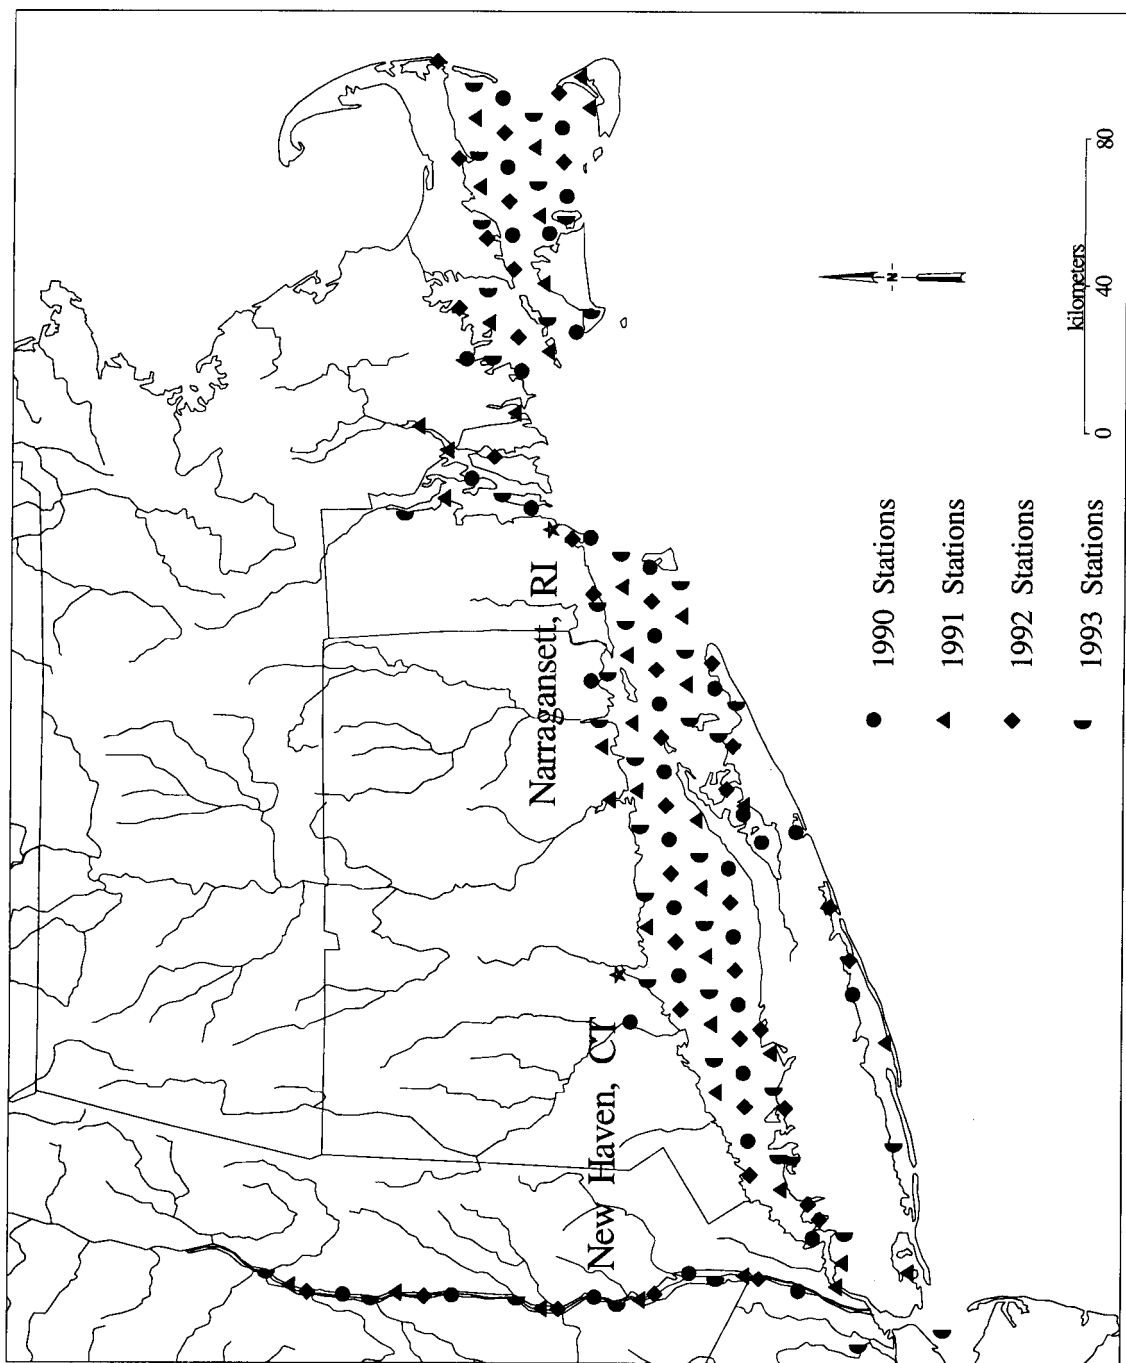 Narragansett, RI
New Haven, CT
N
kilometers
0 40 80
1990 Stations
1991 Stations
1992 Stations
1993 Stations